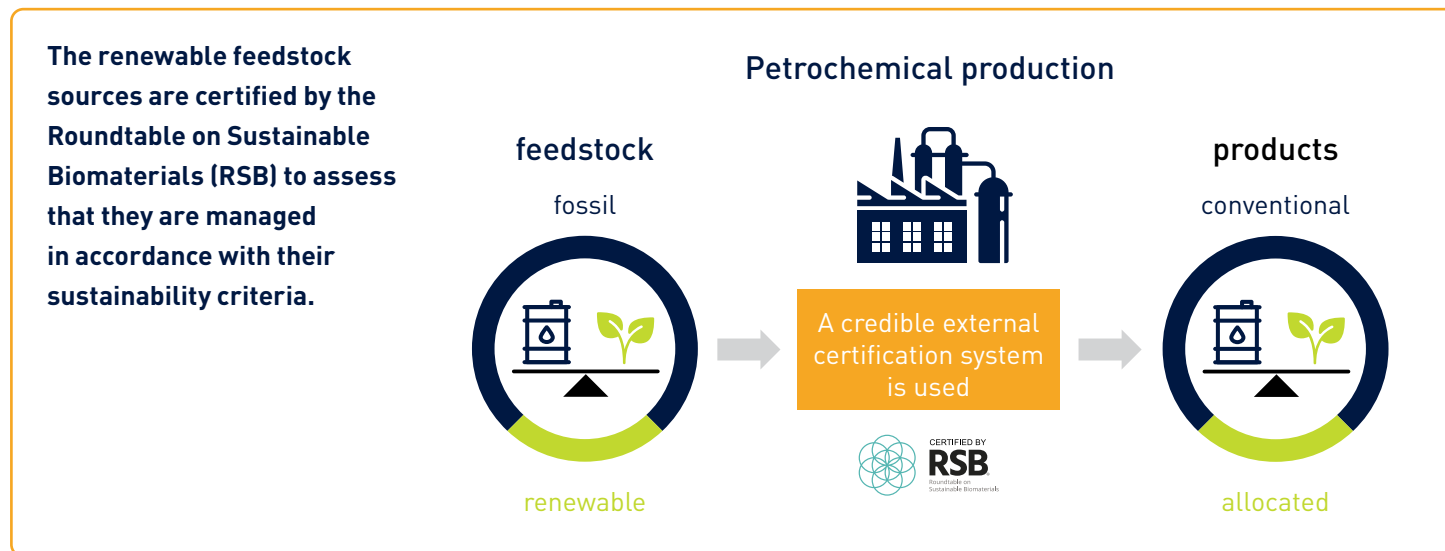 The renewable feedstock
sources are certified by the
Roundtable on Sustainable
Biomaterials (RSB) to assess
that they are managed
in accordance with their
sustainability criteria.
Petrochemical production
feedstock
fossil
renewable
A credible external
certification system
is used
CERTIFIED BY
RSB
Roundtable on
Sustainable Biomaterials
products
conventional
allocated